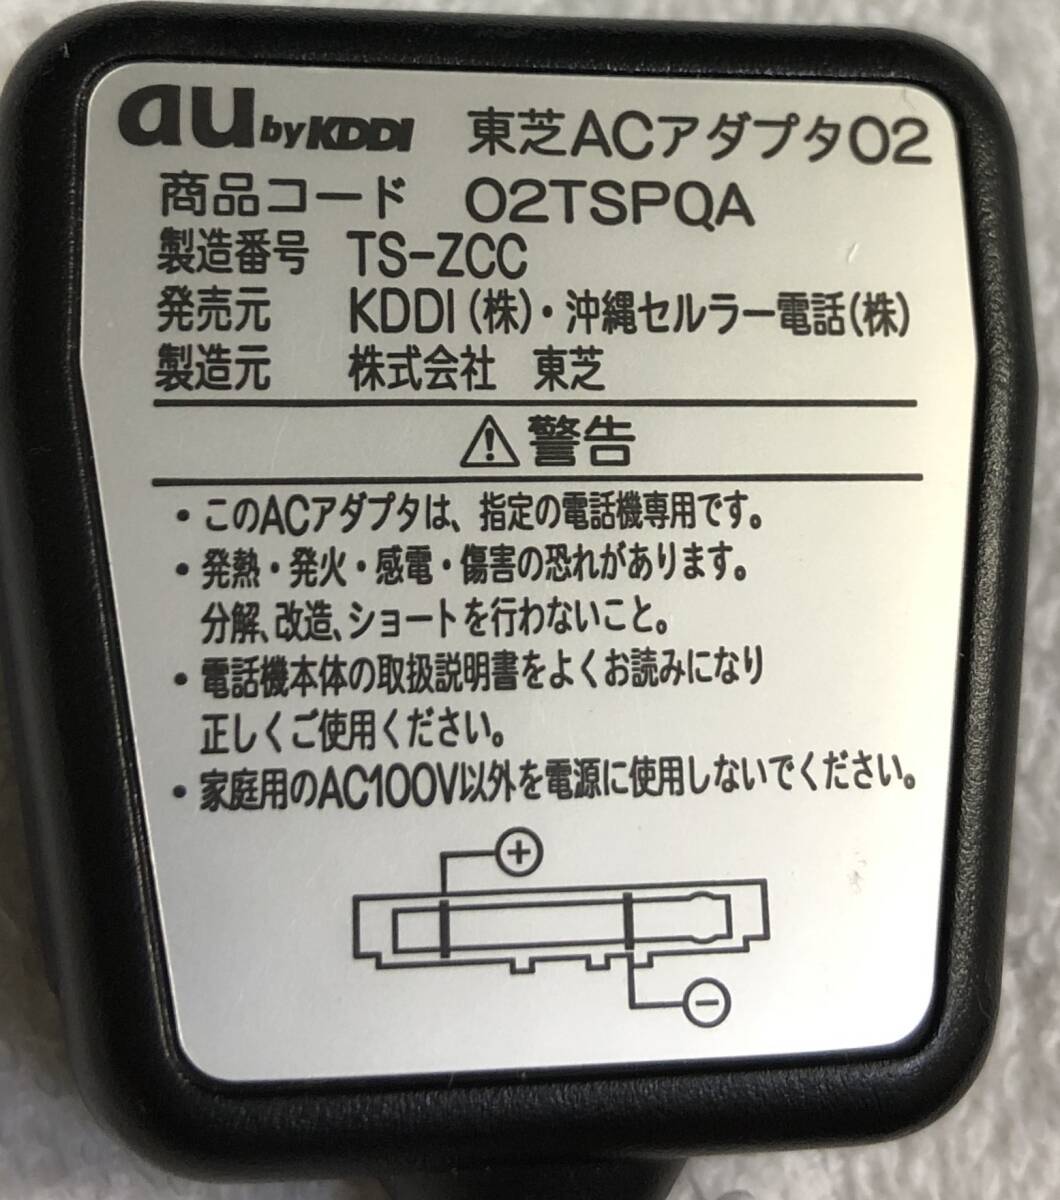 au by KDDI 東芝ACアダプタ02
商品コード 02TSPQA
製造番号 TS-ZCC
発売元 KDDI(株)・沖縄セルラー電話(株)
製造元 株式会社 東芝
⚠警告
・このACアダプタは、指定の電話機専用です。
・発熱・発火・感電・傷害の恐れがあります。
分解、改造、ショートを行わないこと。
・電話機本体の取扱説明書をよくお読みになり
正しくご使用ください。
・家庭用のAC100V以外を電源に使用しないでください。
+
−